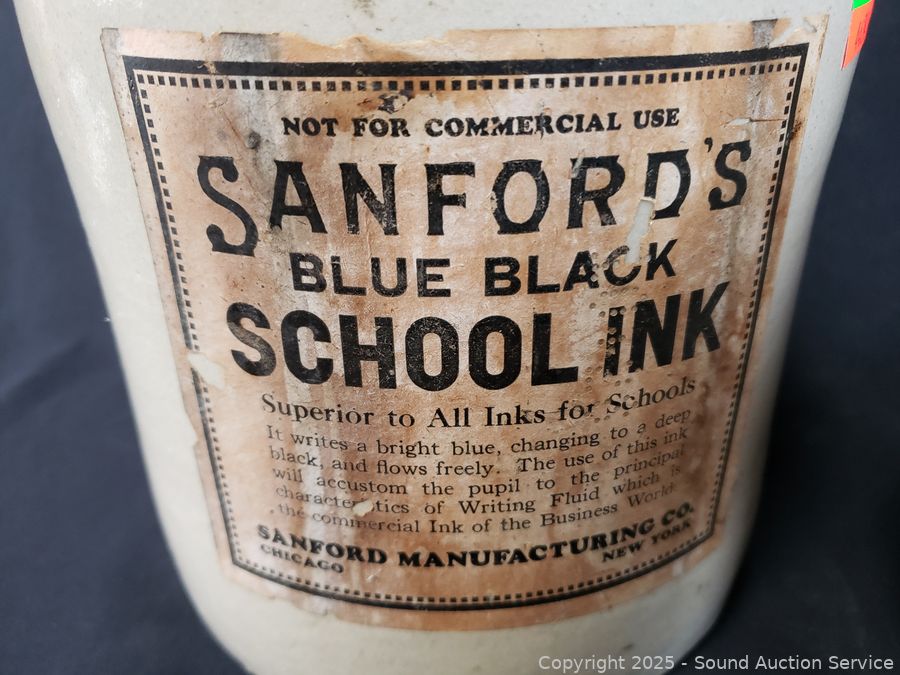 NOT FOR COMMERCIAL USE
SANFORD'S
BLUE BLACK
SCHOOL INK
Superior to All Inks for Schools
It writes a bright blue, changing to a deep
black, and flows freely. The use of this ink
will accustom the pupil to the principal
characteristics of Writing Fluid which is
the commercial Ink of the Business World.
SANFORD MANUFACTURING CO.
CHICAGO NEW YORK
Copyright 2025 - Sound Auction Service